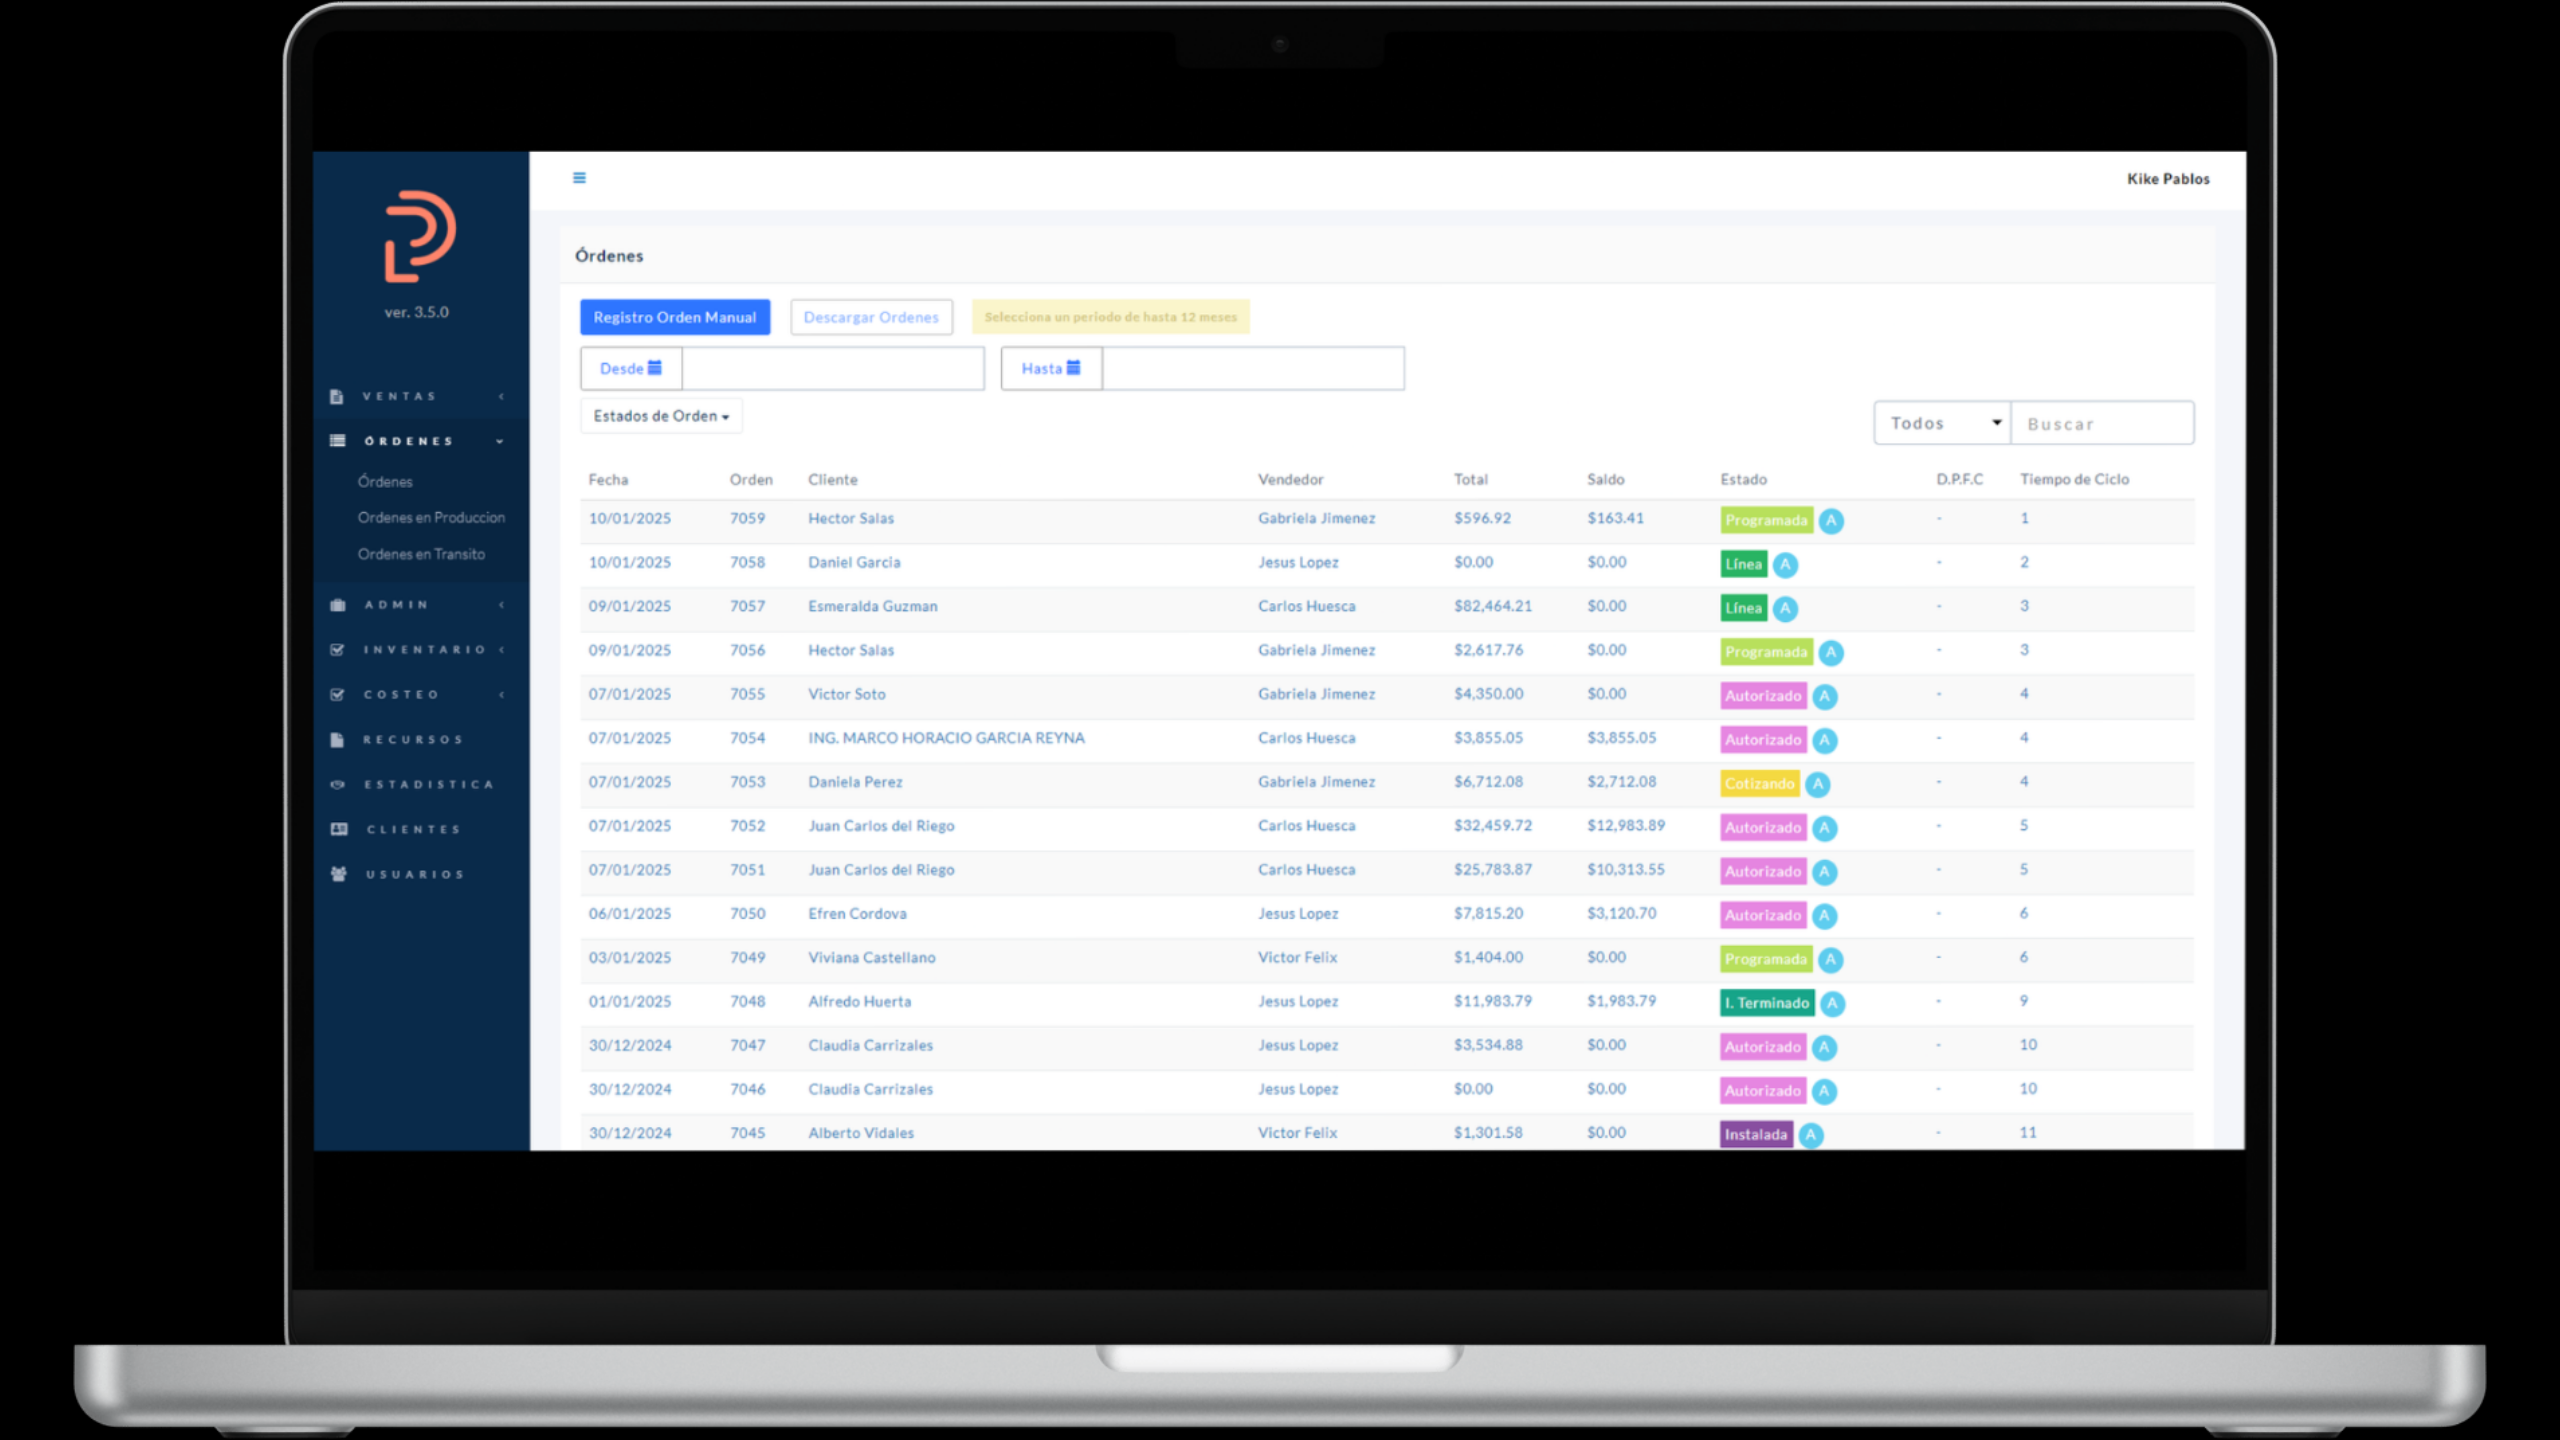 ver. 3.5.0
VENTAS
ÓRDENES
Órdenes
Ordenes en Produccion
Ordenes en Transito
ADMIN
INVENTARIO
COSTEO
RECURSOS
ESTADISTICA
CLIENTES
USUARIOS
Kike Pablos
Órdenes
Registro Orden Manual Descargar Ordenes Selecciona un periodo de hasta 12 meses
Desde Hasta
Estados de Orden
Todos Buscar
Fecha Orden Cliente Vendedor Total Saldo Estado D.P.F.C Tiempo de Ciclo
10/01/2025 7059 Hector Salas Gabriela Jimenez $596.92 $163.41 Programada A - 1
10/01/2025 7058 Daniel Garcia Jesus Lopez $0.00 $0.00 Línea A - 2
09/01/2025 7057 Esmeralda Guzman Carlos Huesca $82,464.21 $0.00 Línea A - 3
09/01/2025 7056 Hector Salas Gabriela Jimenez $2,617.76 $0.00 Programada A - 3
07/01/2025 7055 Victor Soto Gabriela Jimenez $4,350.00 $0.00 Autorizado A - 4
07/01/2025 7054 ING. MARCO HORACIO GARCIA REYNA Carlos Huesca $3,855.05 $3,855.05 Autorizado A - 4
07/01/2025 7053 Daniela Perez Gabriela Jimenez $6,712.08 $2,712.08 Cotizando A - 4
07/01/2025 7052 Juan Carlos del Riego Carlos Huesca $32,459.72 $12,983.89 Autorizado A - 5
07/01/2025 7051 Juan Carlos del Riego Carlos Huesca $25,783.87 $10,313.55 Autorizado A - 5
06/01/2025 7050 Efren Cordova Jesus Lopez $7,815.20 $3,120.70 Autorizado A - 6
03/01/2025 7049 Viviana Castellano Victor Felix $1,404.00 $0.00 Programada A - 6
01/01/2025 7048 Alfredo Huerta Jesus Lopez $11,983.79 $1,983.79 I. Terminado A - 9
30/12/2024 7047 Claudia Carrizales Jesus Lopez $3,534.88 $0.00 Autorizado A - 10
30/12/2024 7046 Claudia Carrizales Jesus Lopez $0.00 $0.00 Autorizado A - 10
30/12/2024 7045 Alberto Vidales Victor Felix $1,301.58 $0.00 Instalada A - 11